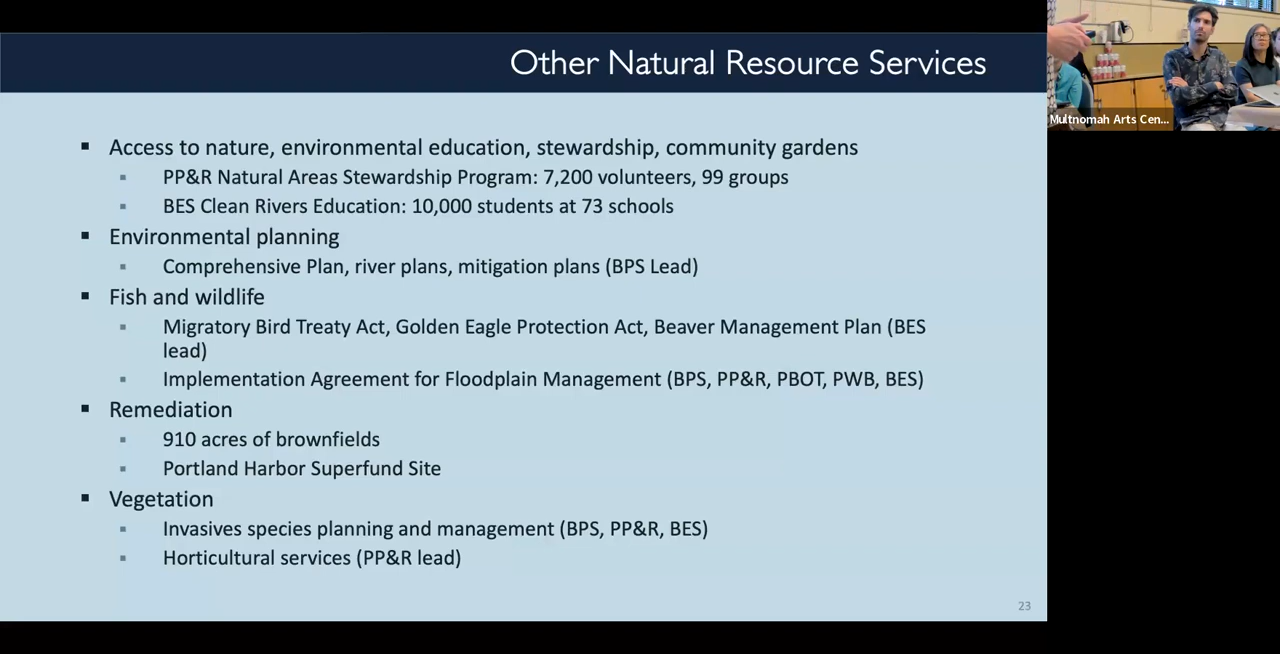 Other Natural Resource Services
Access to nature, environmental education, stewardship, community gardens
PP&R Natural Areas Stewardship Program: 7,200 volunteers, 99 groups
BES Clean Rivers Education: 10,000 students at 73 schools
Environmental planning
Comprehensive Plan, river plans, mitigation plans (BPS Lead)
Fish and wildlife
Migratory Bird Treaty Act, Golden Eagle Protection Act, Beaver Management Plan (BES
lead)
Implementation Agreement for Floodplain Management (BPS, PP&R, PBOT, PWB, BES)
Remediation
910 acres of brownfields
Portland Harbor Superfund Site
Vegetation
Invasives species planning and management (BPS, PP&R, BES)
Horticultural services (PP&R lead)
23
Multnomah Arts Cen...